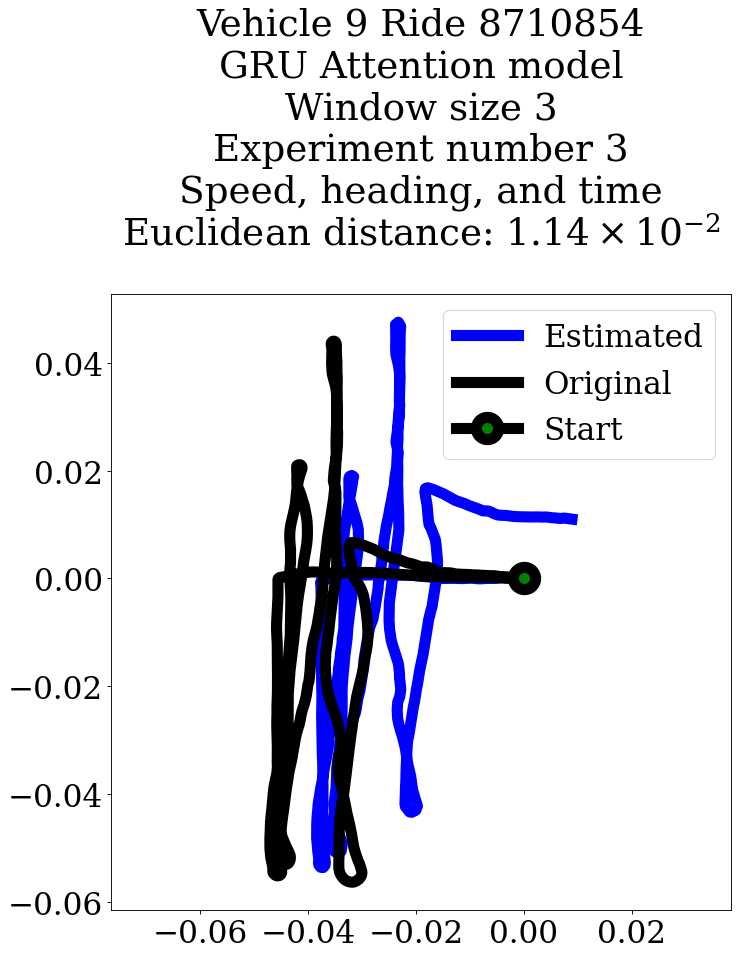 Vehicle 9 Ride 8710854
GRU Attention model
Window size 3
Experiment number 3
Speed, heading, and time
Euclidean distance: 1.14 × 10⁻²
Estimated
Original
Start
0.04
0.02
0.00
−0.02
−0.04
−0.06
−0.06 −0.04 −0.02 0.00 0.02